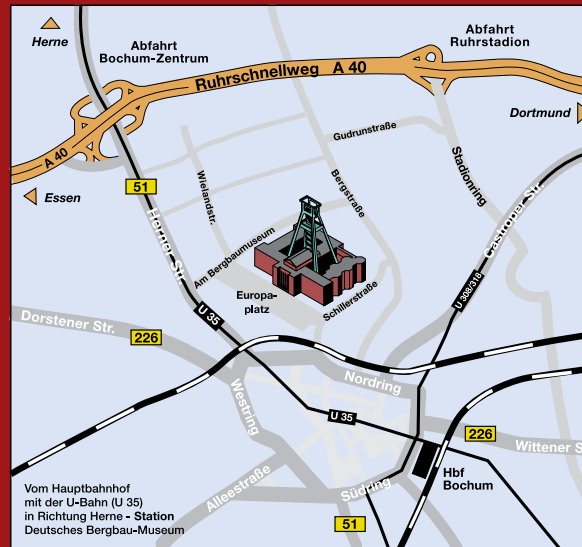 Herne
Abfahrt
Bochum-Zentrum
Abfahrt
Ruhrstadion
Ruhrschnellweg A 40
Dortmund
A 40
Essen
51
Gudrunstraße
Stadionring
Wielandstr.
Bergstraße
Herner Str.
Castroper Str.
Am Bergbaumuseum
Europa-
platz
Schillerstraße
U 308/318
U 35
Dorstener Str.
226
Nordring
Westring
U 35
226
Wittener S
Hbf
Bochum
Alleestraße
Südring
51
Vom Hauptbahnhof
mit der U-Bahn (U 35)
in Richtung Herne - Station
Deutsches Bergbau-Museum